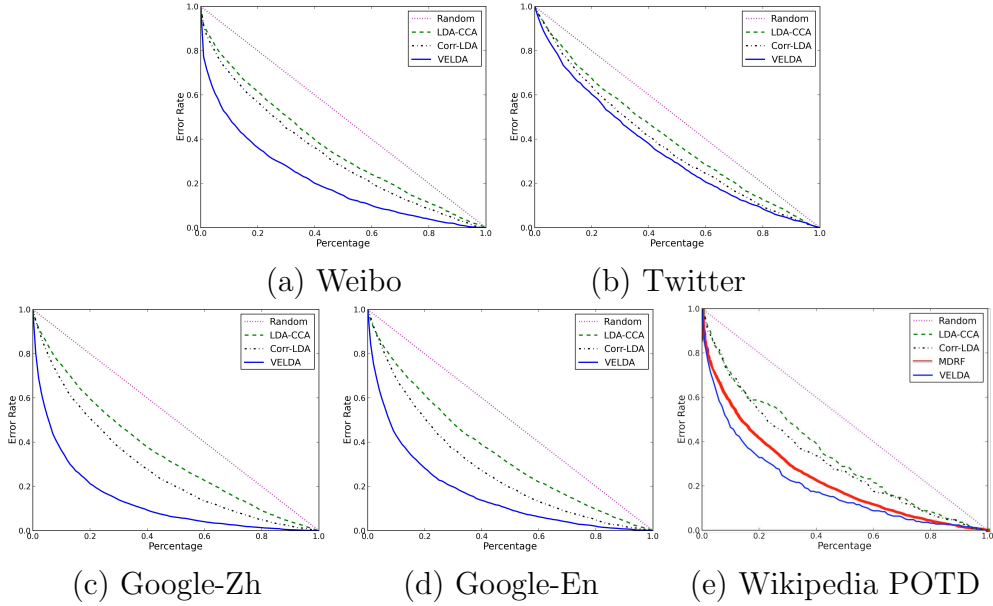 1.0
0.8
0.6
0.4
0.2
0.0
Error Rate
0.0 0.2 0.4 0.6 0.8 1.0
Percentage
Random
LDA-CCA
Corr-LDA
VELDA
(a) Weibo
1.0
0.8
0.6
0.4
0.2
0.0
Error Rate
0.0 0.2 0.4 0.6 0.8 1.0
Percentage
Random
LDA-CCA
Corr-LDA
VELDA
(b) Twitter
1.0
0.8
0.6
0.4
0.2
0.0
Error Rate
0.0 0.2 0.4 0.6 0.8 1.0
Percentage
Random
LDA-CCA
Corr-LDA
VELDA
(c) Google-Zh
1.0
0.8
0.6
0.4
0.2
0.0
Error Rate
0.0 0.2 0.4 0.6 0.8 1.0
Percentage
Random
LDA-CCA
Corr-LDA
VELDA
(d) Google-En
1.0
0.8
0.6
0.4
0.2
0.0
Error Rate
0.0 0.2 0.4 0.6 0.8 1.0
Percentage
Random
LDA-CCA
Corr-LDA
MDRF
VELDA
(e) Wikipedia POTD